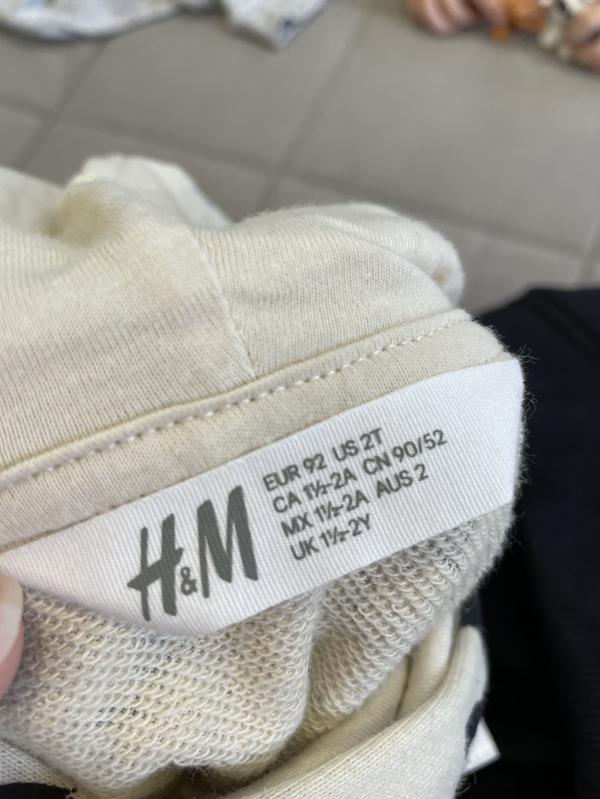 H&M
EUR 92 US 2T
CA 1½-2A CN 90/52
MX 1½-2A AUS 2
UK 1½-2Y